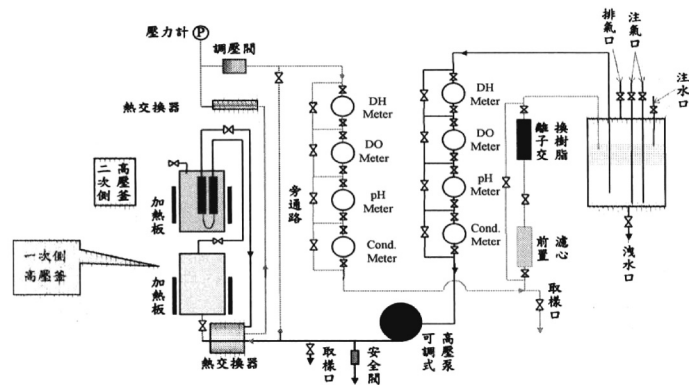 壓力計
P
調壓閥
熱交換器
二次側
高壓釜
加熱板
一次側
高壓釜
加熱板
熱交換器
DH
Meter
DO
Meter
pH
Meter
Cond.
Meter
旁通路
取樣口
安全閥
可調式
高壓泵
DH
Meter
DO
Meter
pH
Meter
Cond.
Meter
離子交
換樹脂
前置
濾心
取樣口
排氣口
注氣口
注水口
洩水口